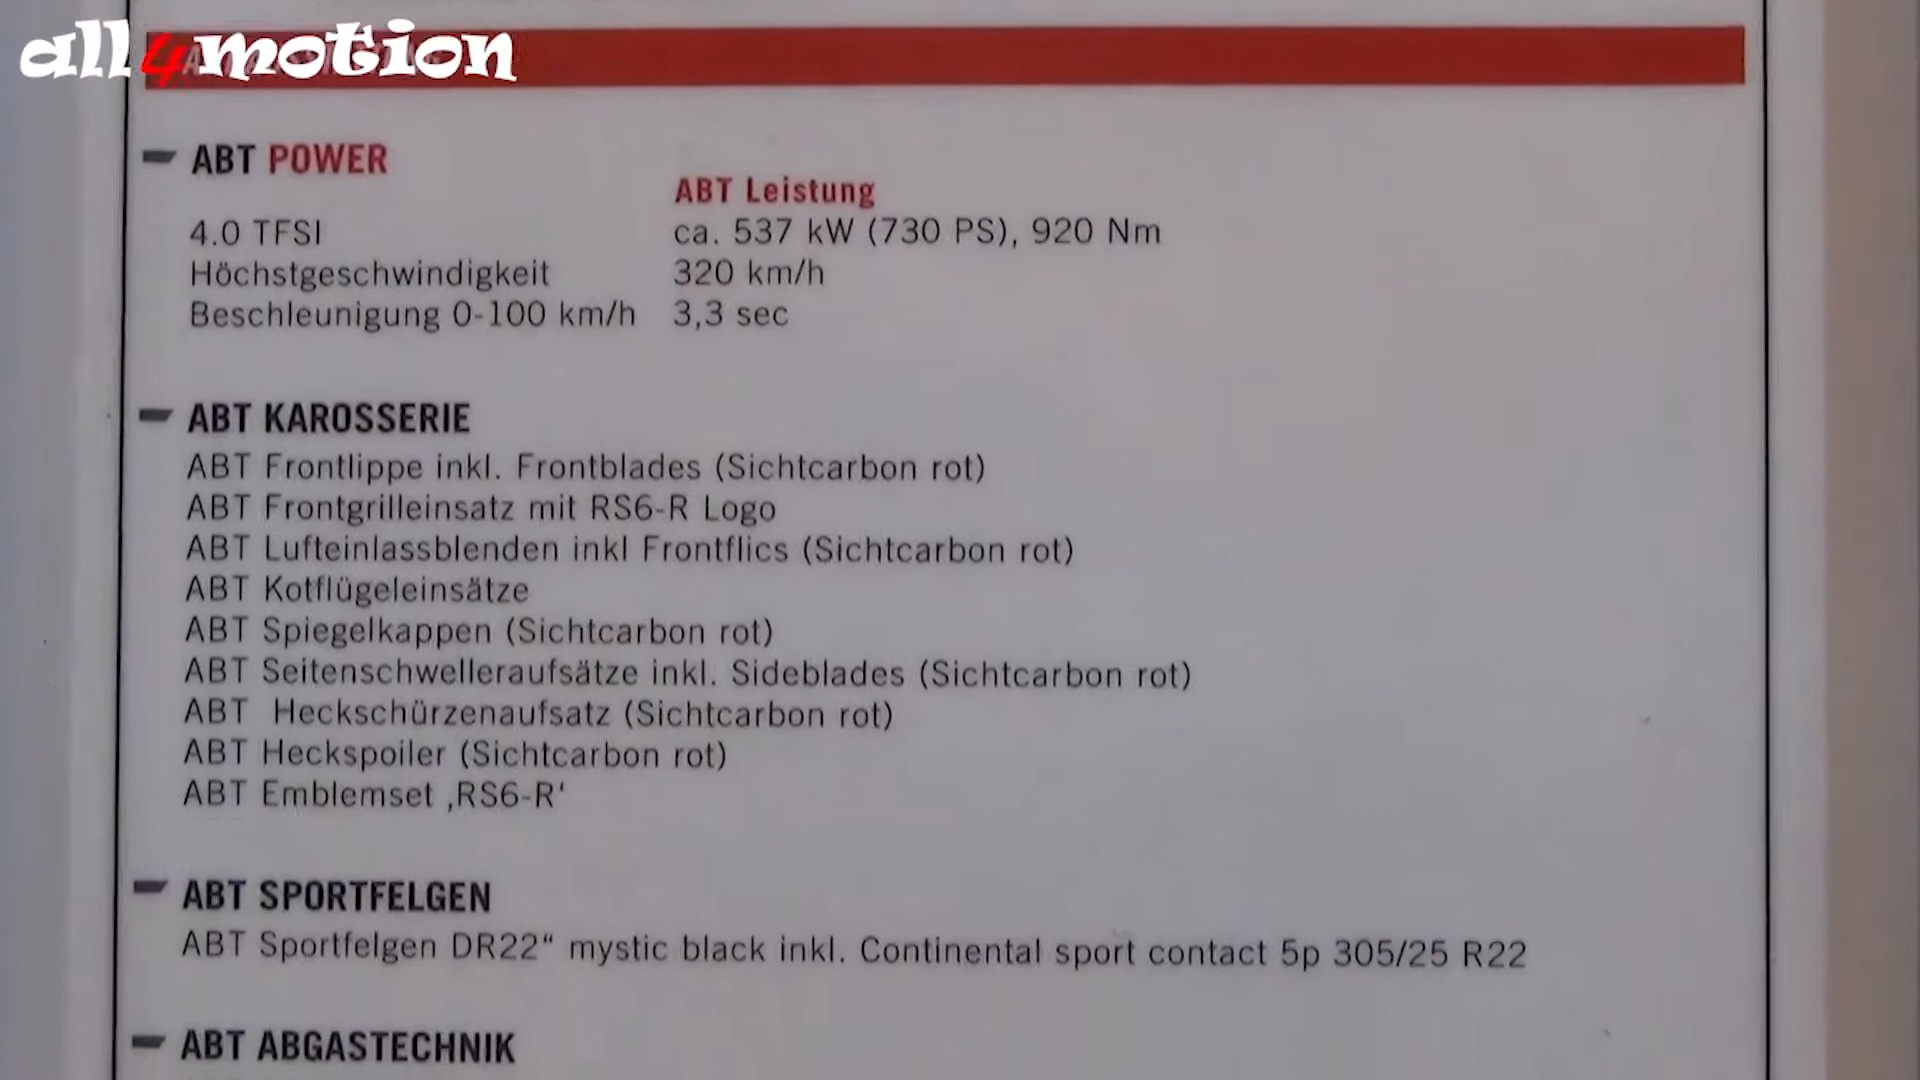 all4motion
ABT POWER
ABT Leistung
4.0 TFSI ca. 537 kW (730 PS), 920 Nm
Höchstgeschwindigkeit 320 km/h
Beschleunigung 0-100 km/h 3,3 sec
ABT KAROSSERIE
ABT Frontlippe inkl. Frontblades (Sichtcarbon rot)
ABT Frontgrilleinsatz mit RS6-R Logo
ABT Lufteinlassblenden inkl Frontflics (Sichtcarbon rot)
ABT Kotflügeleinsätze
ABT Spiegelkappen (Sichtcarbon rot)
ABT Seitenschwelleraufsätze inkl. Sideblades (Sichtcarbon rot)
ABT Heckschürzenaufsatz (Sichtcarbon rot)
ABT Heckspoiler (Sichtcarbon rot)
ABT Emblemset ‚RS6-R‘
ABT SPORTFELGEN
ABT Sportfelgen DR22“ mystic black inkl. Continental sport contact 5p 305/25 R22
ABT ABGASTECHNIK